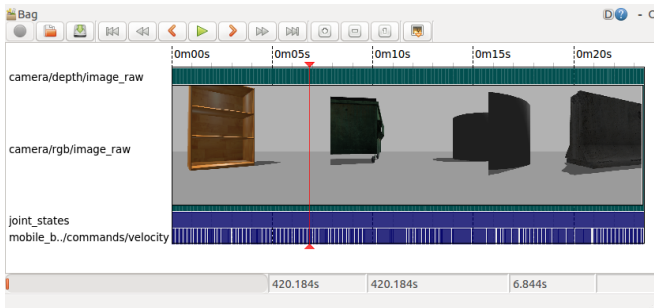 Bag
D? - O
0m00s 0m05s 0m10s 0m15s 0m20s
camera/depth/image_raw
camera/rgb/image_raw
joint_states
mobile_b../commands/velocity
420.184s 420.184s 6.844s